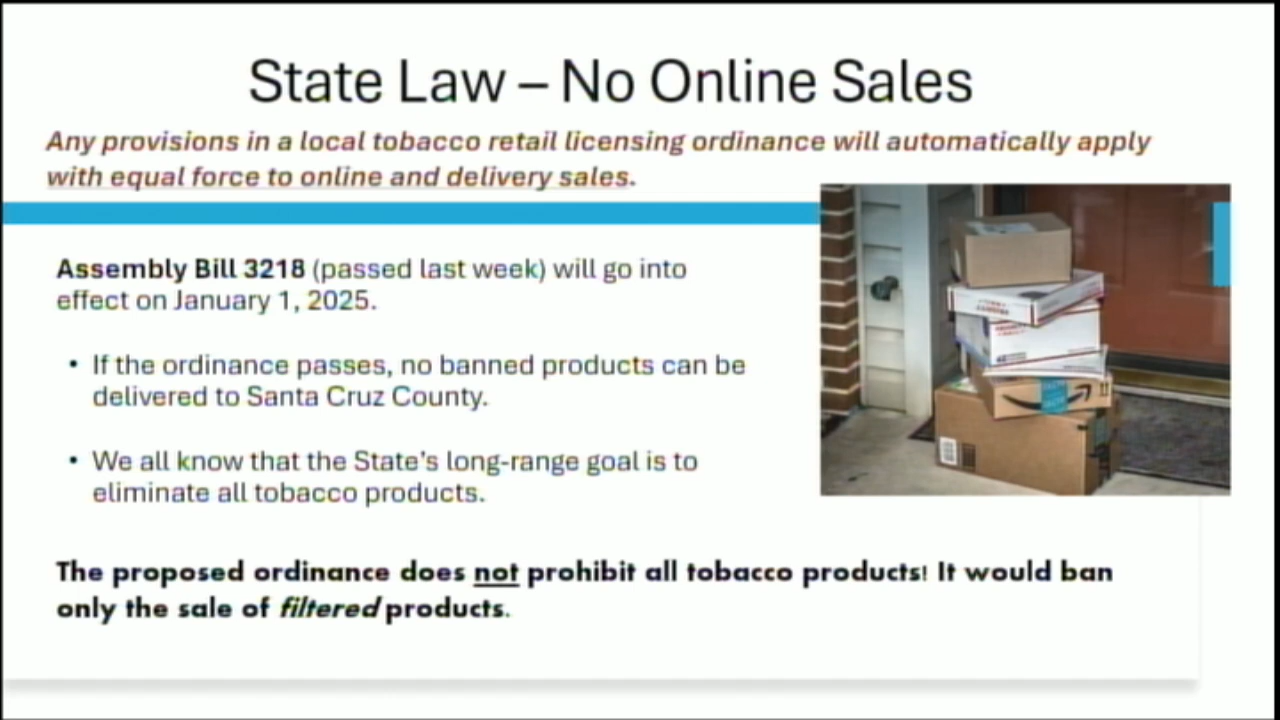 State Law – No Online Sales
Any provisions in a local tobacco retail licensing ordinance will automatically apply
with equal force to online and delivery sales.
Assembly Bill 3218 (passed last week) will go into
effect on January 1, 2025.
• If the ordinance passes, no banned products can be
delivered to Santa Cruz County.
• We all know that the State's long-range goal is to
eliminate all tobacco products.
The proposed ordinance does not prohibit all tobacco products! It would ban
only the sale of filtered products.